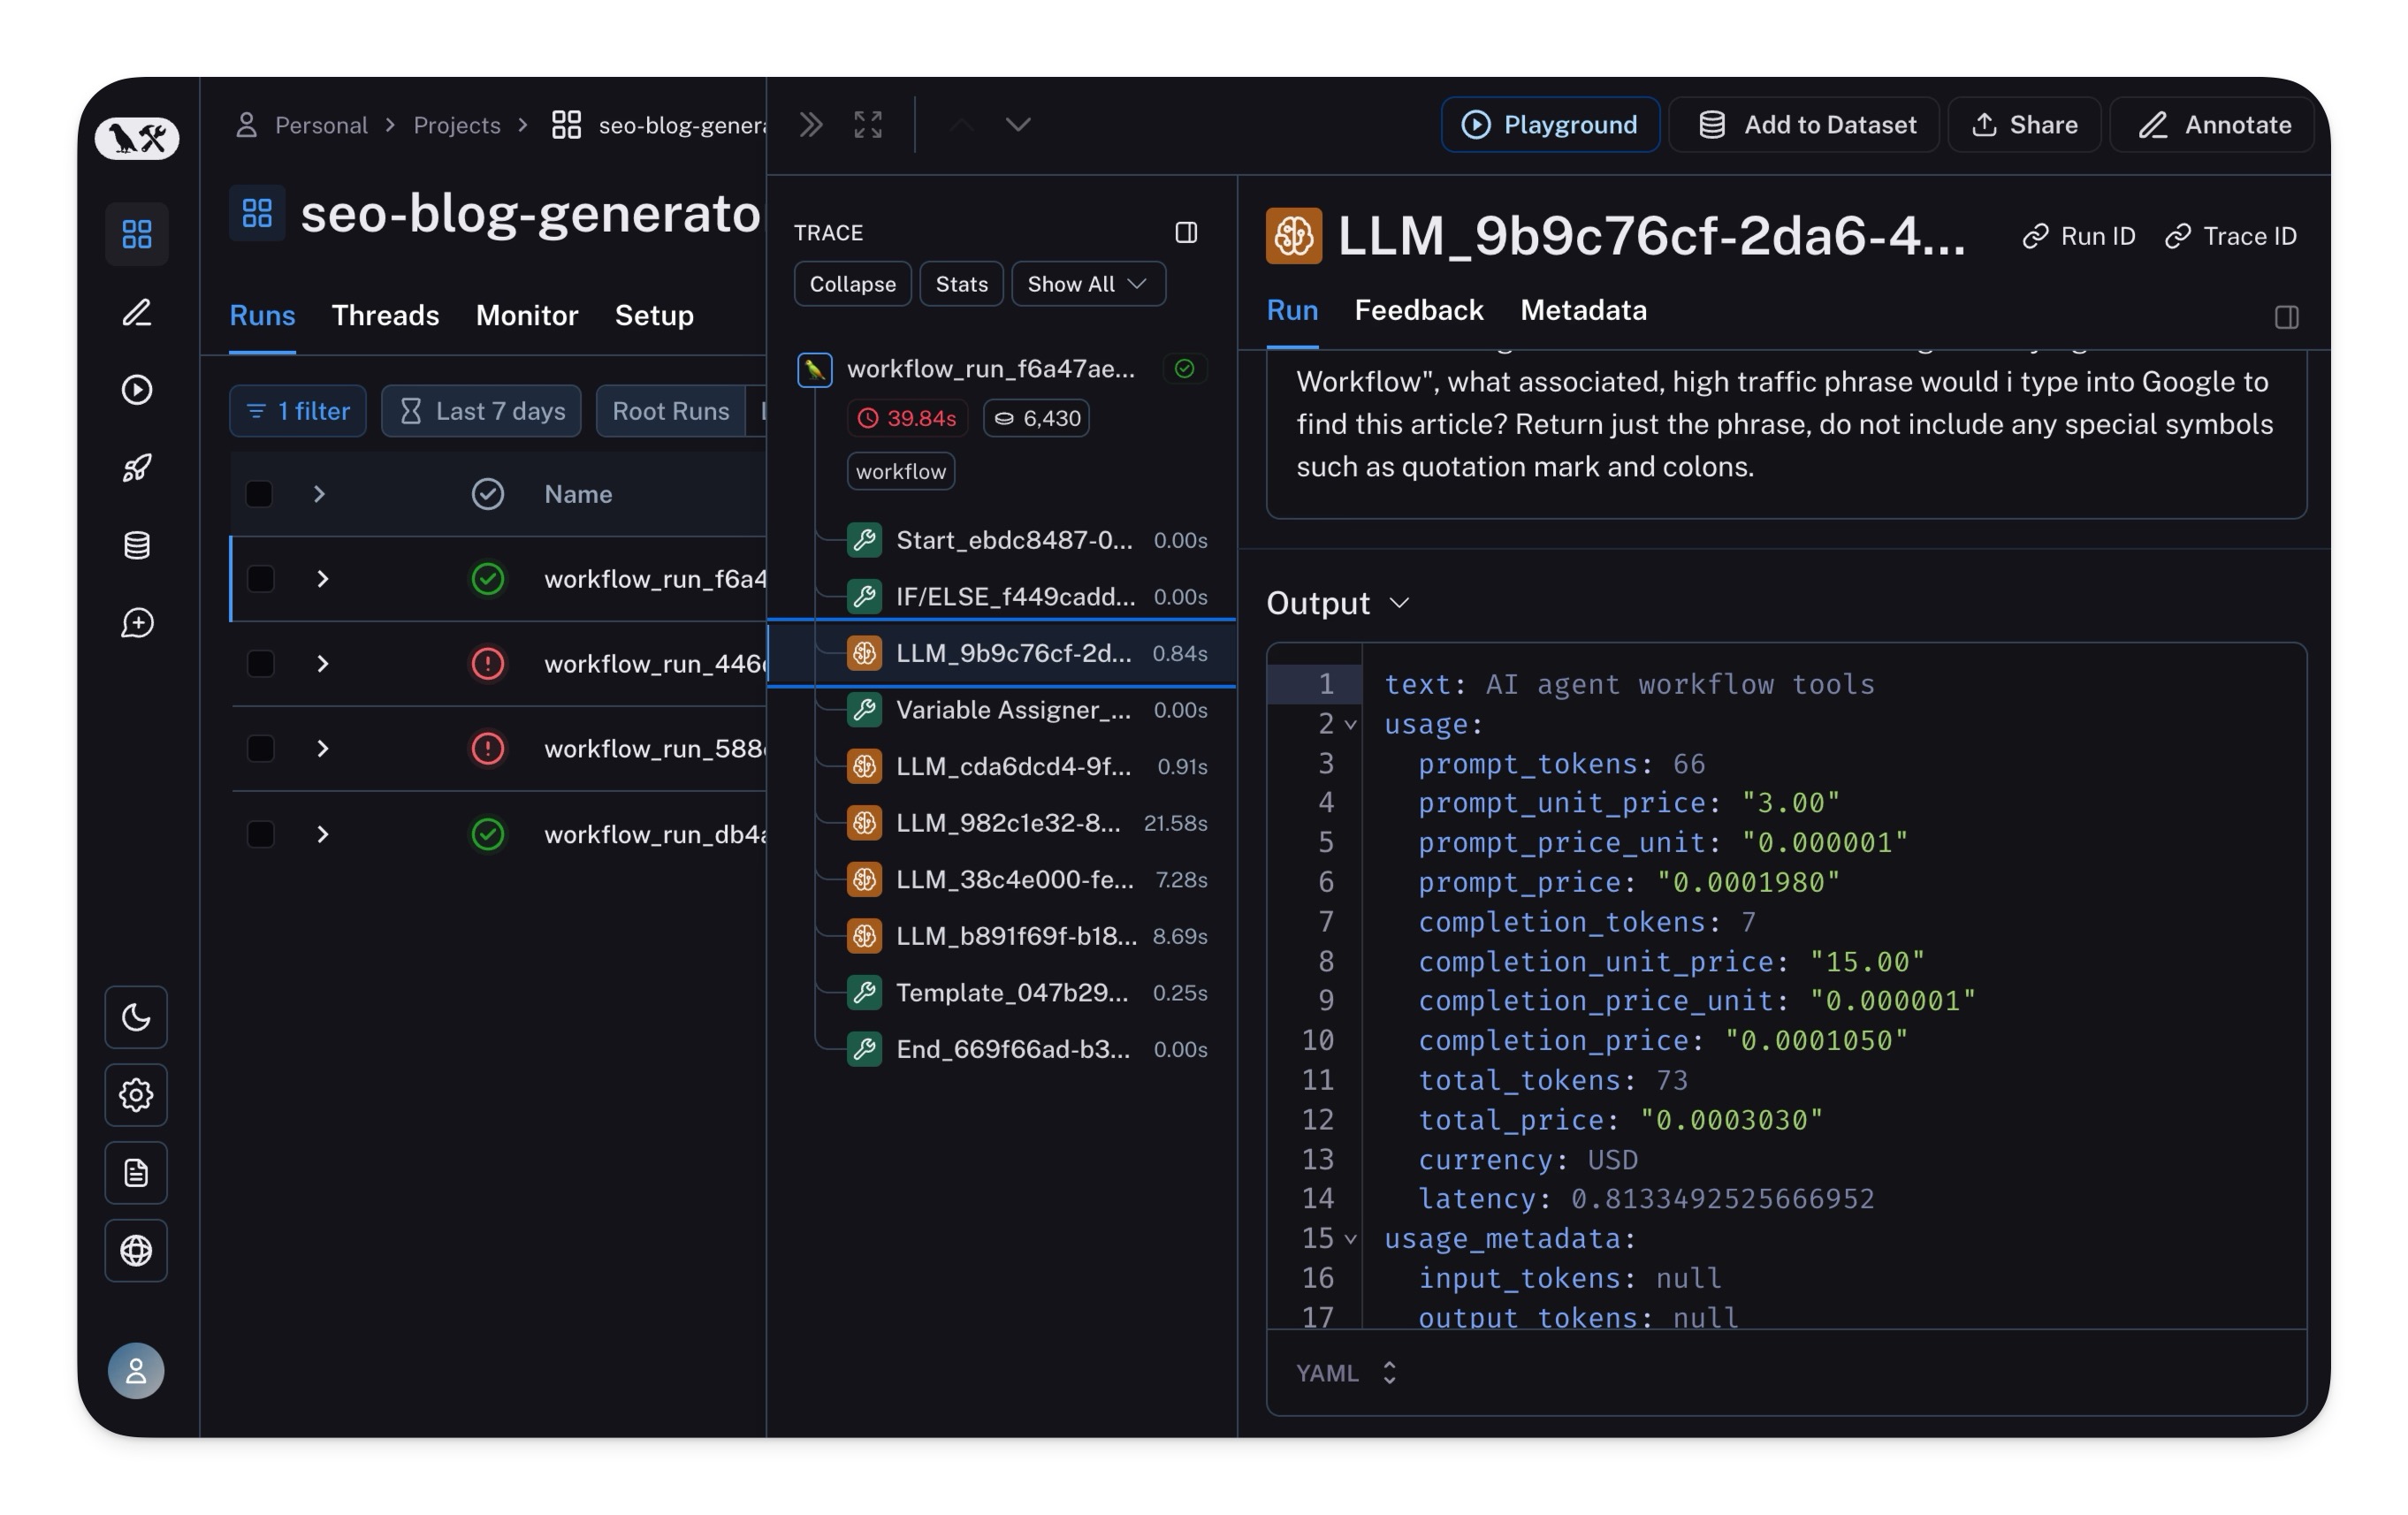 Personal > Projects > seo-blog-genera
seo-blog-generato
Runs Threads Monitor Setup
1 filter Last 7 days Root Runs
Name
workflow_run_f6a4
workflow_run_446
workflow_run_588
workflow_run_db4
TRACE
Collapse Stats Show All
workflow_run_f6a47ae...
39.84s 6,430
workflow
Start_ebdc8487-0... 0.00s
IF/ELSE_f449cadd... 0.00s
LLM_9b9c76cf-2d... 0.84s
Variable Assigner_... 0.00s
LLM_cda6dcd4-9f... 0.91s
LLM_982c1e32-8... 21.58s
LLM_38c4e000-fe... 7.28s
LLM_b891f69f-b18... 8.69s
Template_047b29... 0.25s
End_669f66ad-b3... 0.00s
Playground Add to Dataset Share Annotate
LLM_9b9c76cf-2da6-4... Run ID Trace ID
Run Feedback Metadata
Workflow", what associated, high traffic phrase would i type into Google to
find this article? Return just the phrase, do not include any special symbols
such as quotation mark and colons.
Output
1 text: AI agent workflow tools
2 usage:
3 prompt_tokens: 66
4 prompt_unit_price: "3.00"
5 prompt_price_unit: "0.000001"
6 prompt_price: "0.0001980"
7 completion_tokens: 7
8 completion_unit_price: "15.00"
9 completion_price_unit: "0.000001"
10 completion_price: "0.0001050"
11 total_tokens: 73
12 total_price: "0.0003030"
13 currency: USD
14 latency: 0.8133492525666952
15 usage_metadata:
16 input_tokens: null
17 output_tokens: null
YAML